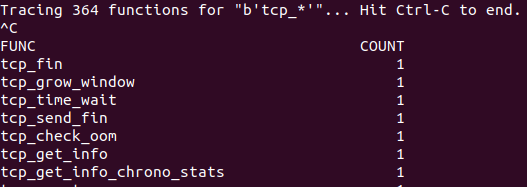 Tracing 364 functions for "b'tcp_*'"... Hit Ctrl-C to end.
^C
FUNC                                    COUNT
tcp_fin                                     1
tcp_grow_window                             1
tcp_time_wait                               1
tcp_send_fin                                1
tcp_check_oom                               1
tcp_get_info                                1
tcp_get_info_chrono_stats                   1